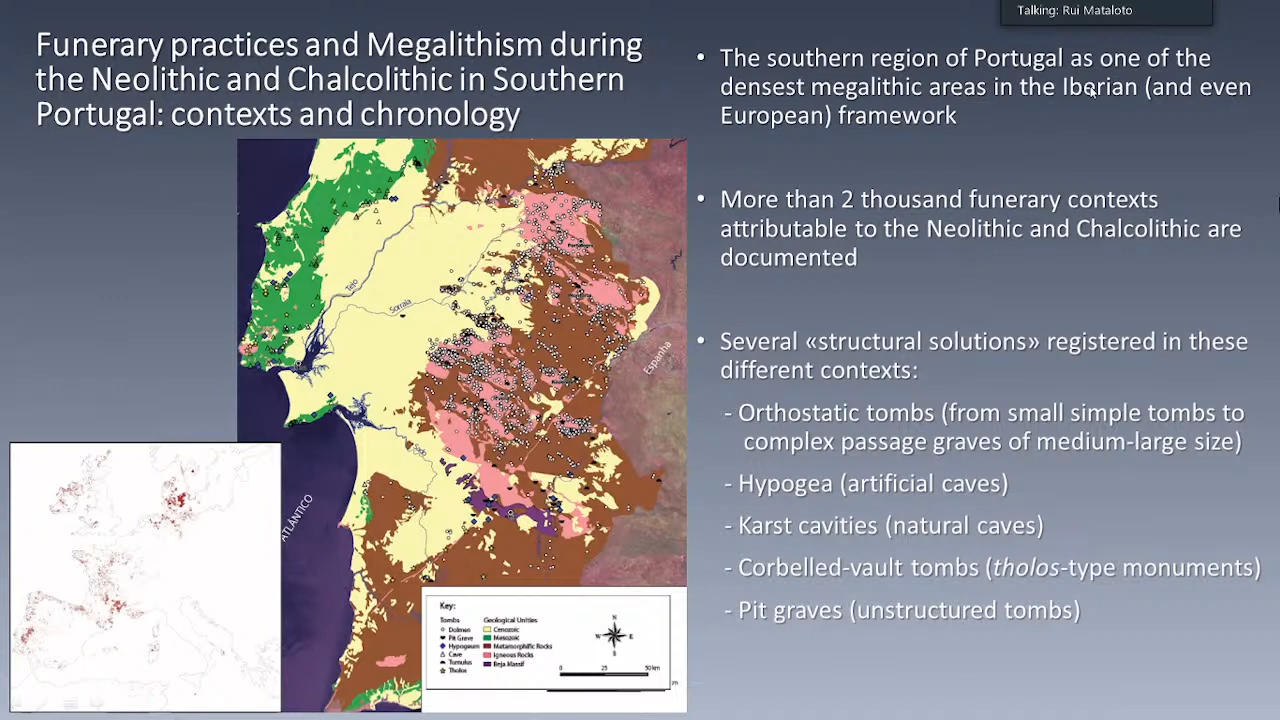 Talking: Rui Mataloto
Funerary practices and Megalithism during
the Neolithic and Chalcolithic in Southern
Portugal: contexts and chronology
• The southern region of Portugal as one of the
densest megalithic areas in the Iberian (and even
European) framework
• More than 2 thousand funerary contexts
attributable to the Neolithic and Chalcolithic are
documented
• Several «structural solutions» registered in these
different contexts:
- Orthostatic tombs (from small simple tombs to
complex passage graves of medium-large size)
- Hypogea (artificial caves)
- Karst cavities (natural caves)
- Corbelled-vault tombs (tholos-type monuments)
- Pit graves (unstructured tombs)
Tejo
Sorraia
Espanha
ATLÂNTICO
Key:
Tombs
Dolmen
Pit Grave
Hypogeum
Cave
Tumulus
Tholos
Geological Unities
Cenozoic
Mesozoic
Metamorphific Rocks
Igneous Rocks
Beja Massif
N
W E
S
0 25 50 km